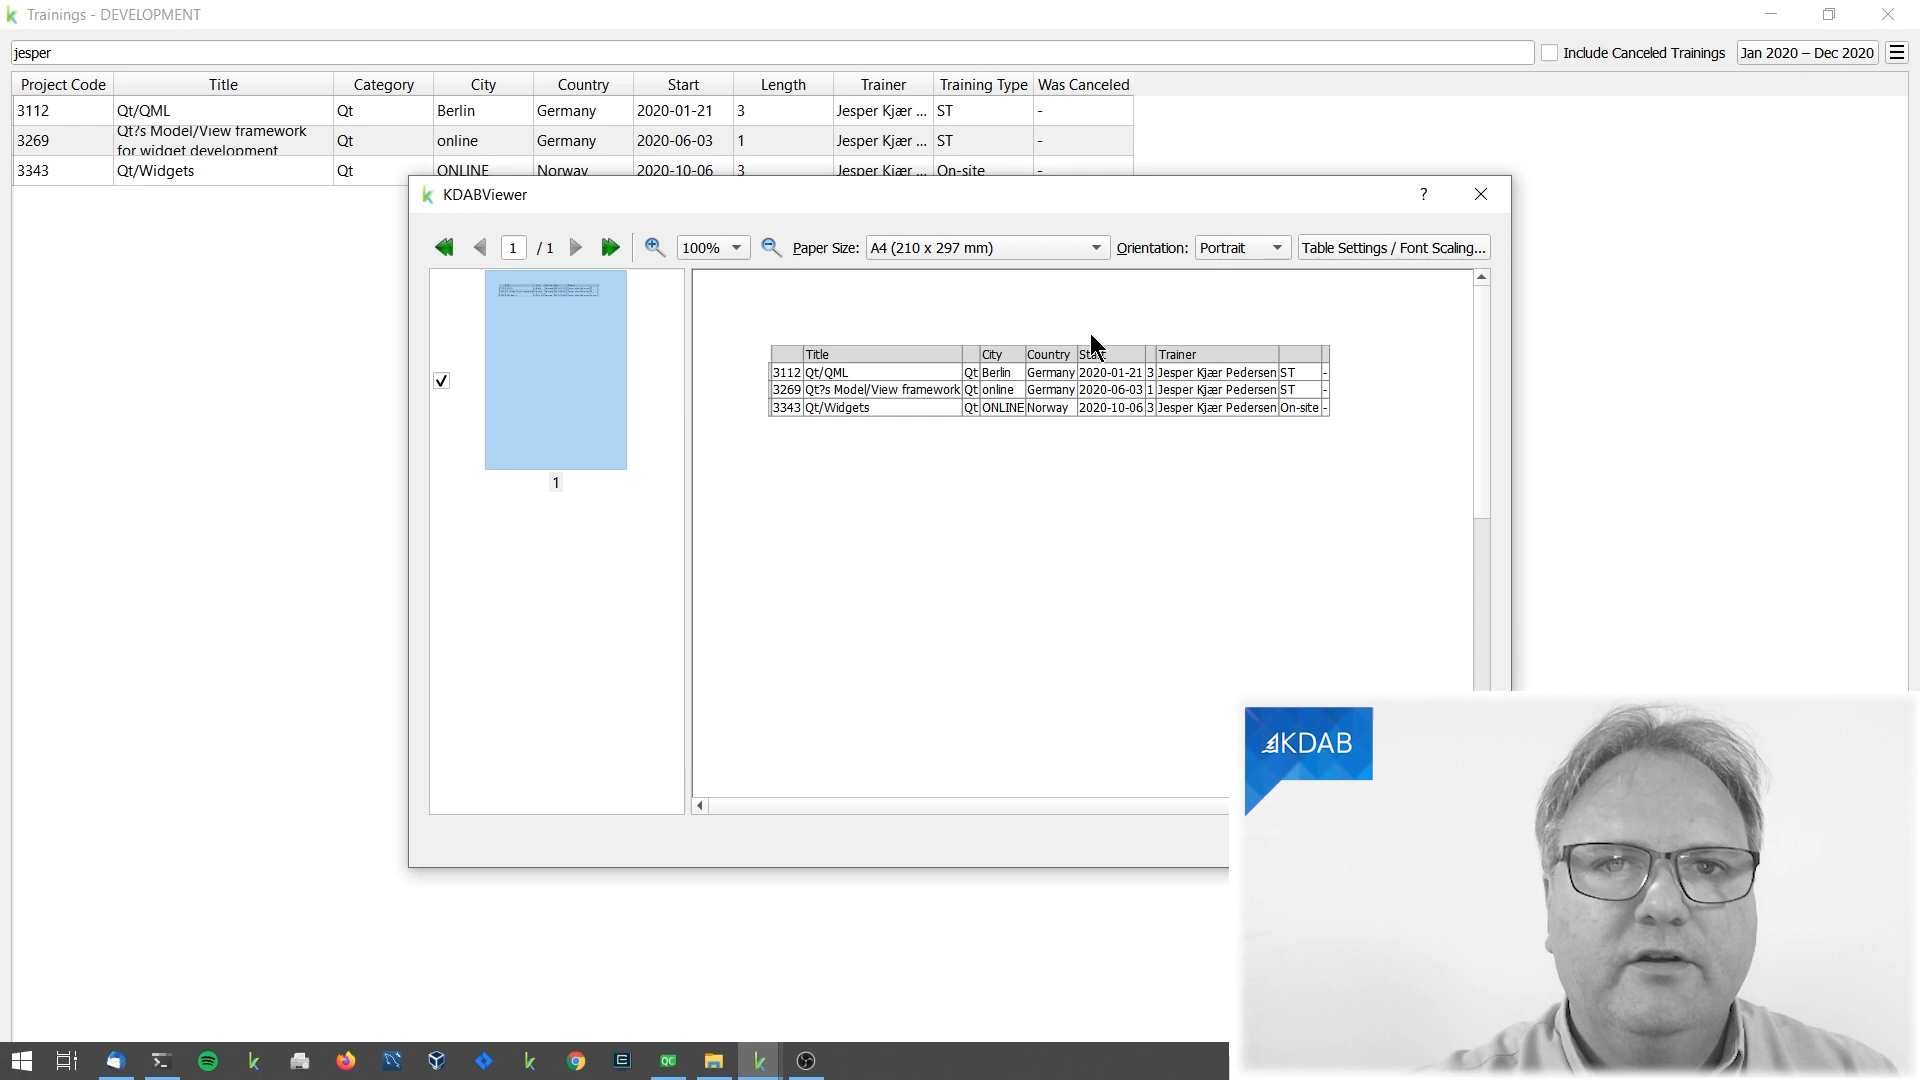 Trainings - DEVELOPMENT
jesper
Include Canceled Trainings
Jan 2020 – Dec 2020
Project Code Title Category City Country Start Length Trainer Training Type Was Canceled
3112 Qt/QML Qt Berlin Germany 2020-01-21 3 Jesper Kjær ... ST -
3269 Qt?s Model/View framework for widget development Qt online Germany 2020-06-03 1 Jesper Kjær ... ST -
3343 Qt/Widgets Qt ONLINE Norway 2020-10-06 3 Jesper Kjær ... On-site -
KDABViewer
?
1 / 1 100% Paper Size: A4 (210 x 297 mm) Orientation: Portrait Table Settings / Font Scaling...
Title City Country Start Trainer
3112 Qt/QML Qt Berlin Germany 2020-01-21 3 Jesper Kjær Pedersen ST -
3269 Qt?s Model/View framework Qt online Germany 2020-06-03 1 Jesper Kjær Pedersen ST -
3343 Qt/Widgets Qt ONLINE Norway 2020-10-06 3 Jesper Kjær Pedersen On-site -
1
KDAB
QC